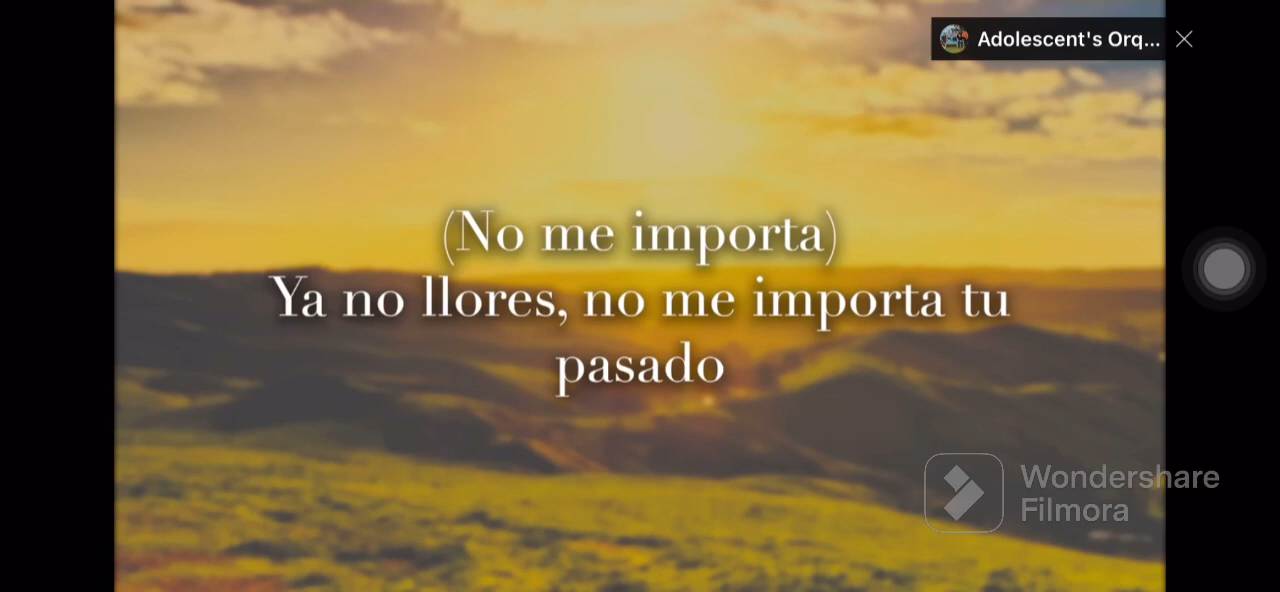 Adolescent's Orq...
(No me importa)
Ya no llores, no me importa tu
pasado
Wondershare
Filmora